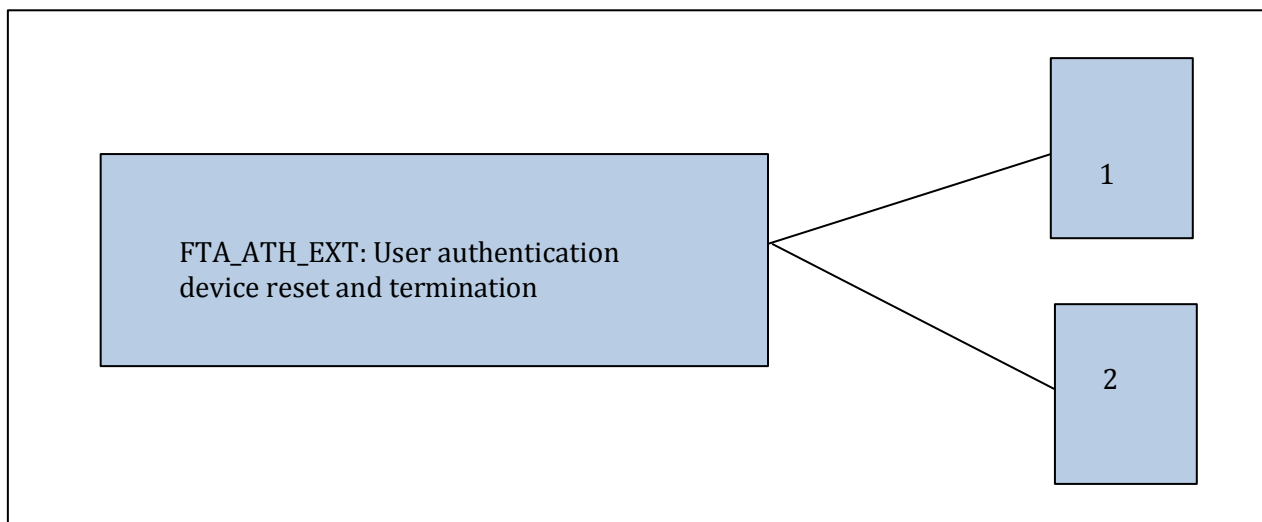 FTA_ATH_EXT: User authentication
device reset and termination
1
2